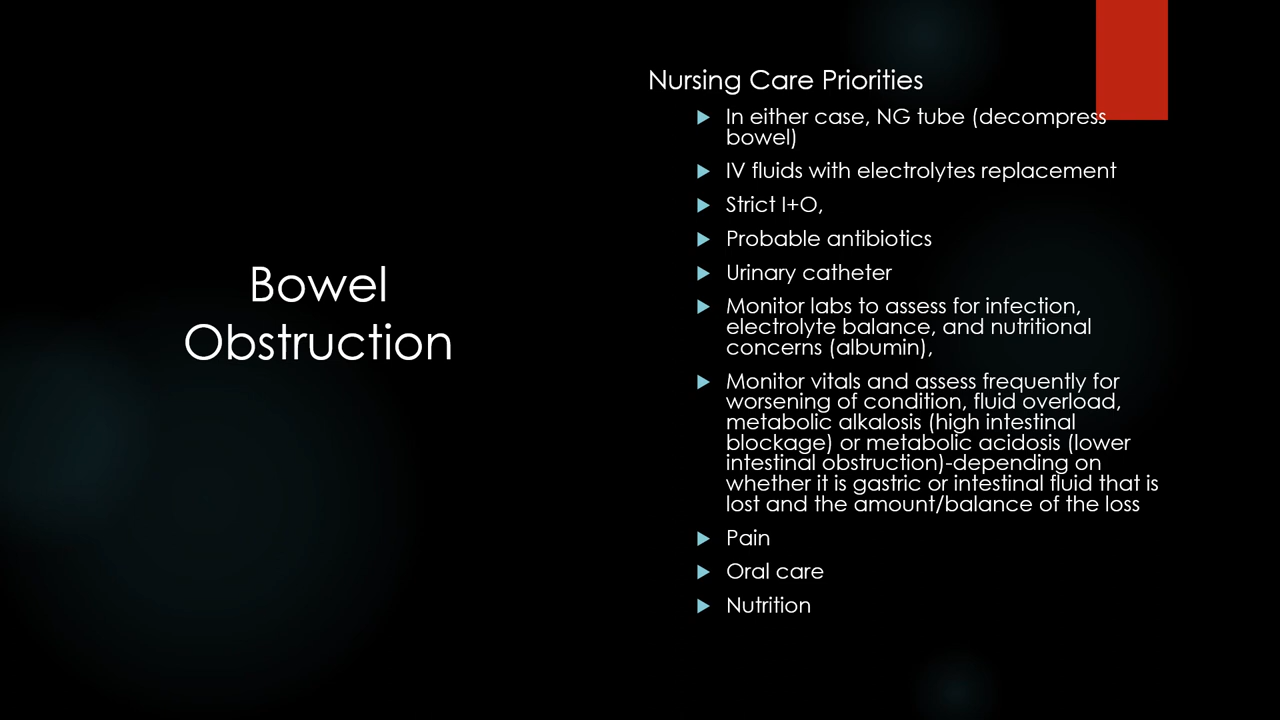 Bowel
Obstruction
Nursing Care Priorities
In either case, NG tube (decompress
bowel)
IV fluids with electrolytes replacement
Strict I+O,
Probable antibiotics
Urinary catheter
Monitor labs to assess for infection,
electrolyte balance, and nutritional
concerns (albumin),
Monitor vitals and assess frequently for
worsening of condition, fluid overload,
metabolic alkalosis (high intestinal
blockage) or metabolic acidosis (lower
intestinal obstruction)-depending on
whether it is gastric or intestinal fluid that is
lost and the amount/balance of the loss
Pain
Oral care
Nutrition